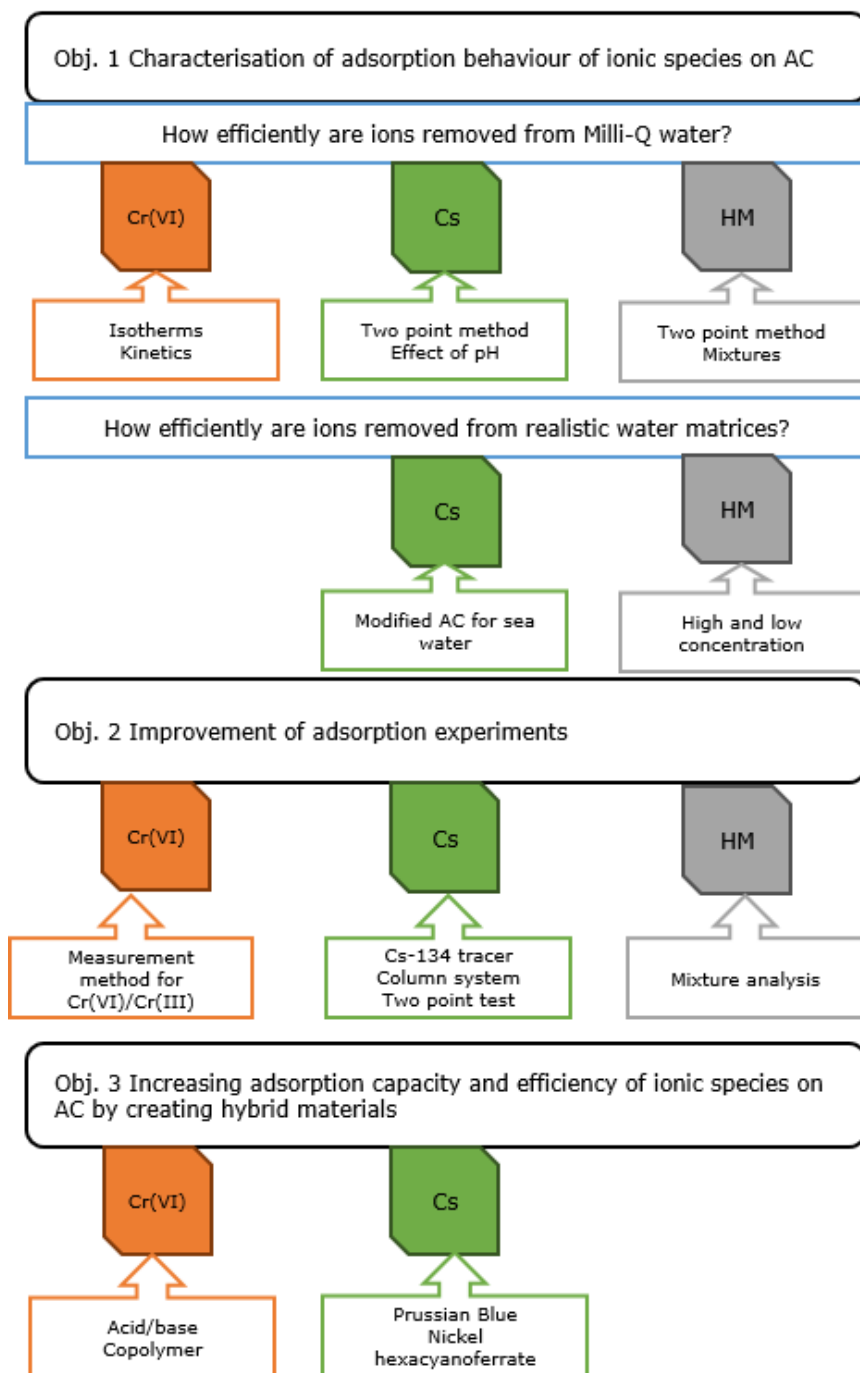 Obj. 1 Characterisation of adsorption behaviour of ionic species on AC
How efficiently are ions removed from Milli-Q water?
Cr(VI)
Cs
HM
Isotherms
Kinetics
Two point method
Effect of pH
Two point method
Mixtures
How efficiently are ions removed from realistic water matrices?
Cs
HM
Modified AC for sea
water
High and low
concentration
Obj. 2 Improvement of adsorption experiments
Cr(VI)
Cs
HM
Measurement
method for
Cr(VI)/Cr(III)
Cs-134 tracer
Column system
Two point test
Mixture analysis
Obj. 3 Increasing adsorption capacity and efficiency of ionic species on
AC by creating hybrid materials
Cr(VI)
Cs
Acid/base
Copolymer
Prussian Blue
Nickel
hexacyanoferrate